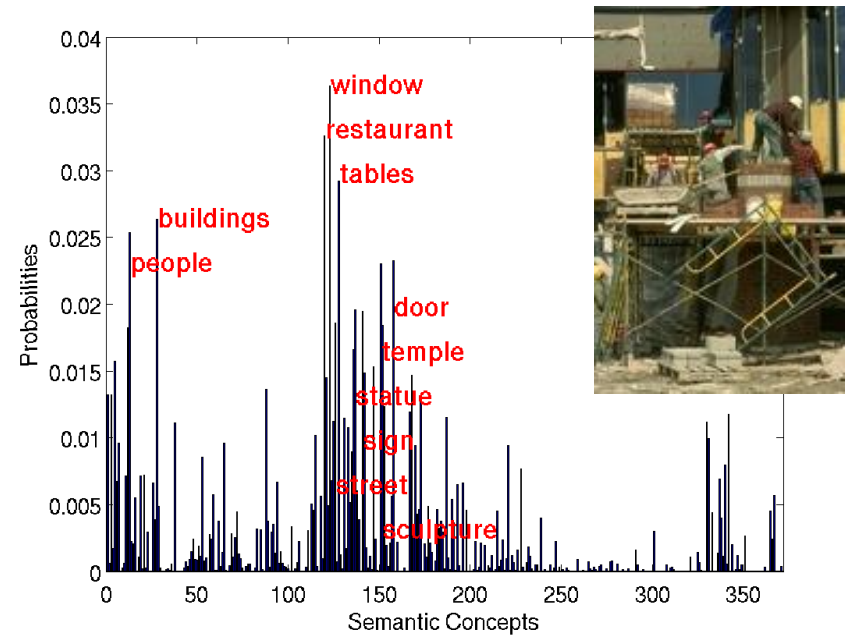 0.04
window
0.035
restaurant
0.03
tables
buildings
0.025
people
door
0.02
temple
0.015
statue
sign
0.01
street
0.005
sculpture
0
0 50 100 150 200 250 300 350
Probabilities
Semantic Concepts